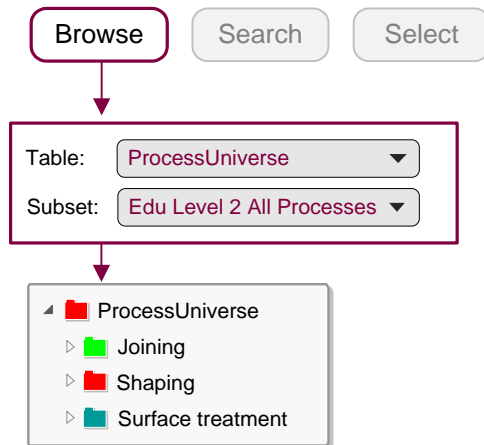 Browse Search Select
Table: ProcessUniverse
Subset: Edu Level 2 All Processes
ProcessUniverse
Joining
Shaping
Surface treatment